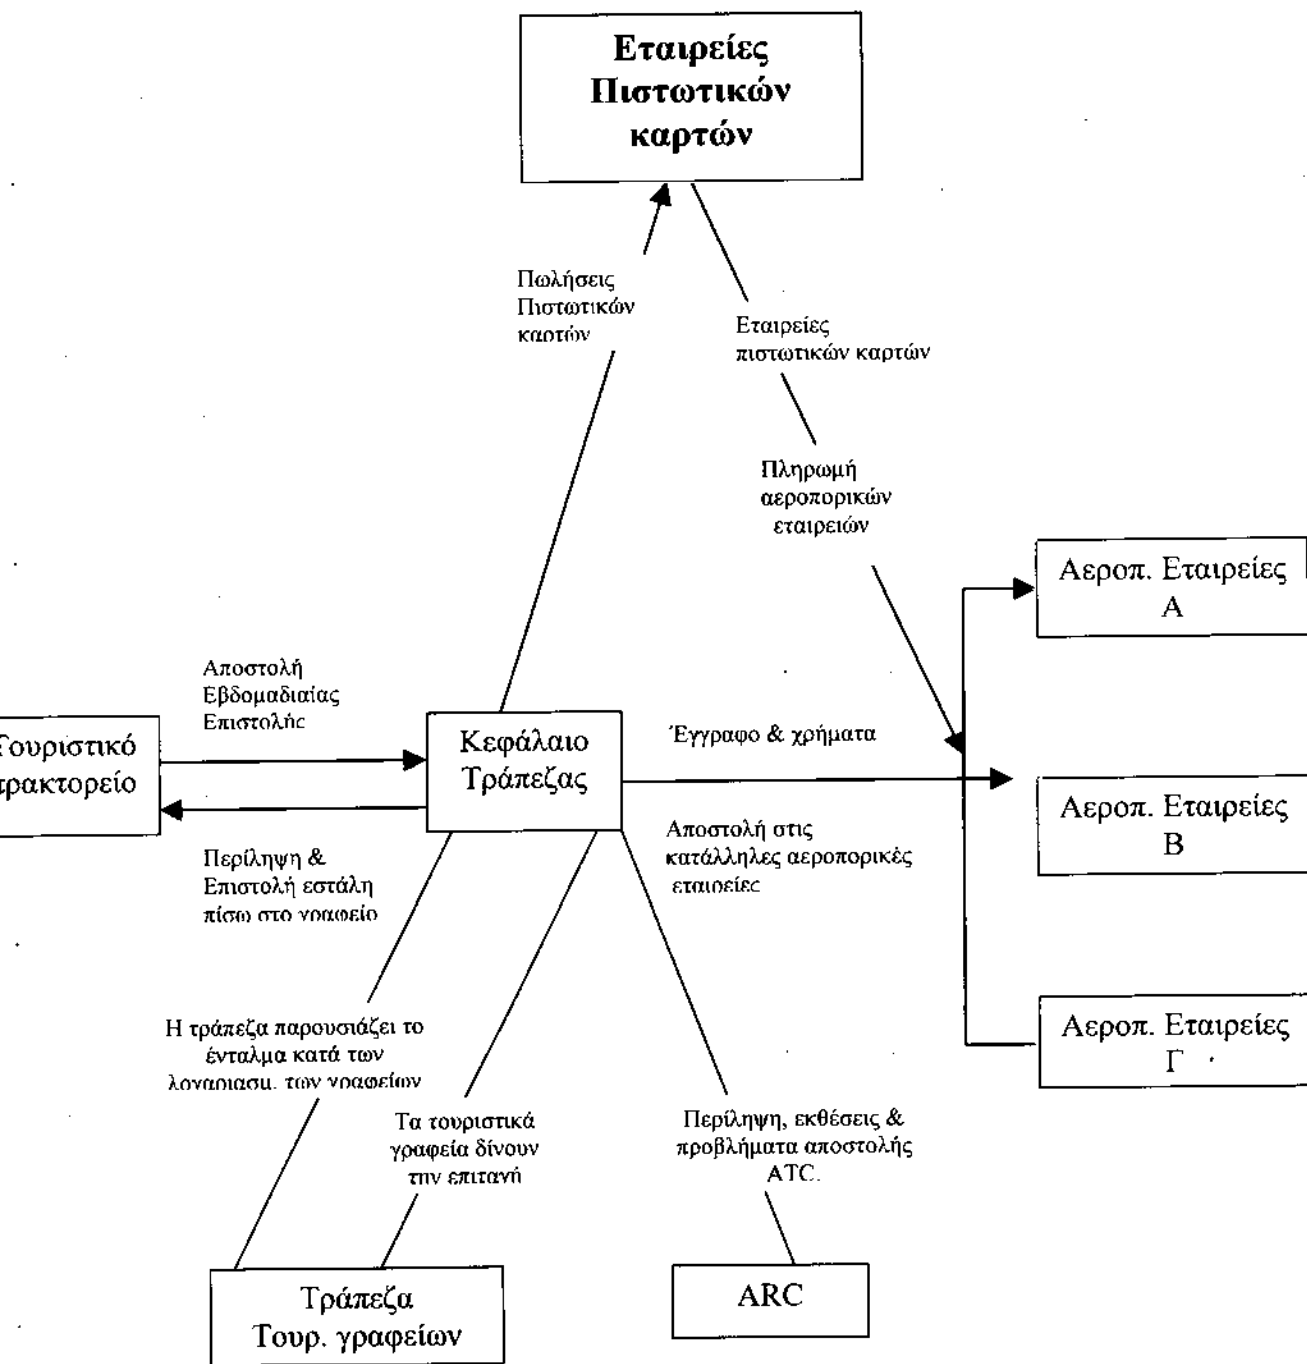 Εταιρείες
Πιστωτικών
καρτών
Πωλήσεις
Πιστωτικών
καρτών
Εταιρείες
πιστωτικών καρτών
Πληρωμή
αεροπορικών
εταιρειών
Αεροπ. Εταιρείες
Α
Αποστολή
Εβδομαδιαίας
Επιστολής
Τουριστικό
πρακτορείο
Κεφάλαιο
Τράπεζας
Έγγραφο & χρήματα
Αεροπ. Εταιρείες
Β
Περίληψη &
Επιστολή εστάλη
πίσω στο γραφείο
Αποστολή στις
κατάλληλες αεροπορικές
εταιρείες
Αεροπ. Εταιρείες
Γ
Η τράπεζα παρουσιάζει το
ένταλμα κατά των
λογαριασμ. των γραφείων
Τα τουριστικά
γραφεία δίνουν
την επιταγή
Περίληψη, εκθέσεις &
προβλήματα αποστολής
ATC.
Τράπεζα
Τουρ. γραφείων
ARC